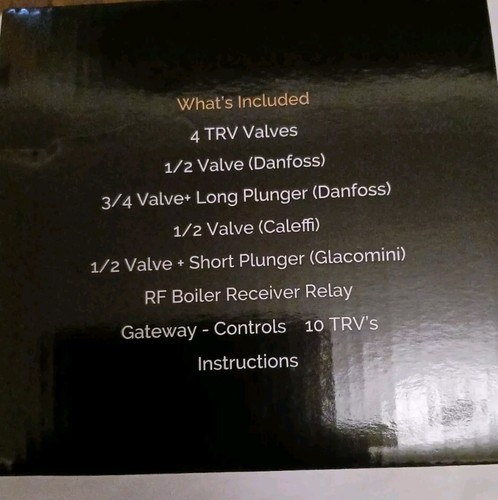 What's Included
4 TRV Valves
1/2 Valve (Danfoss)
3/4 Valve+ Long Plunger (Danfoss)
1/2 Valve (Caleffi)
1/2 Valve + Short Plunger (Glacomini)
RF Boiler Receiver Relay
Gateway - Controls 10 TRV's
Instructions